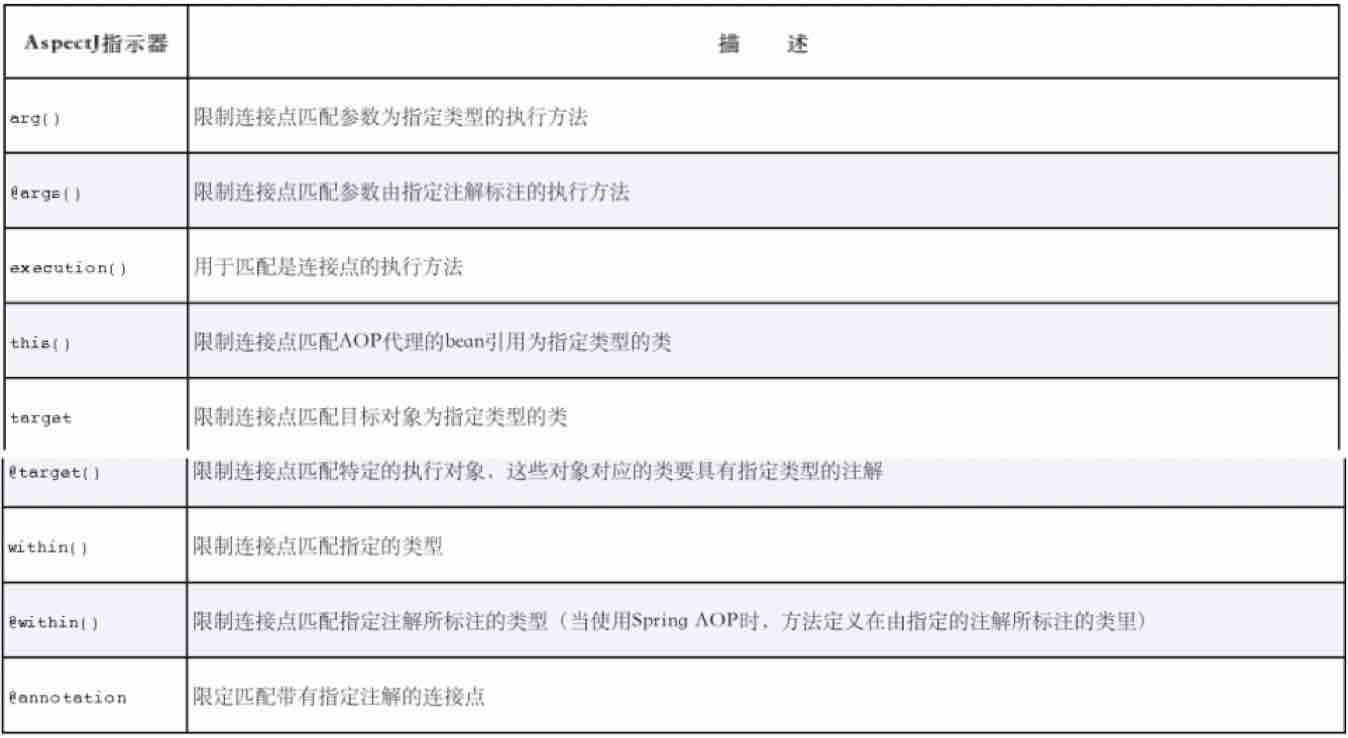 AspectJ指示器 描 述
arg() 限制连接点匹配参数为指定类型的执行方法
@args() 限制连接点匹配参数由指定注解标注的执行方法
execution() 用于匹配是连接点的执行方法
this() 限制连接点匹配AOP代理的bean引用为指定类型的类
target 限制连接点匹配目标对象为指定类型的类
@target() 限制连接点匹配特定的执行对象，这些对象对应的类要具有指定类型的注解
within() 限制连接点匹配指定的类型
@within() 限制连接点匹配指定注解所标注的类型（当使用Spring AOP时，方法定义在由指定的注解所标注的类里）
@annotation 限定匹配带有指定注解的连接点